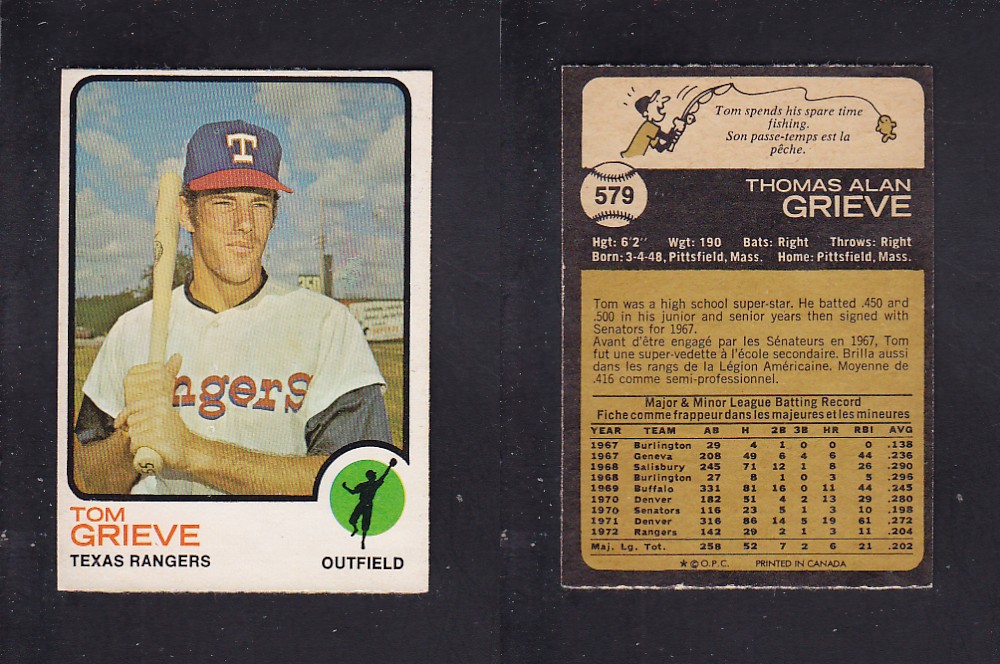 T
ngers
TOM
GRIEVE
TEXAS RANGERS
OUTFIELD
Tom spends his spare time
fishing.
Son passe-temps est la
pêche.
579
THOMAS ALAN
GRIEVE
Hgt: 6'2" Wgt: 190 Bats: Right Throws: Right
Born: 3-4-48, Pittsfield, Mass. Home: Pittsfield, Mass.
Tom was a high school super-star. He batted .450 and
.500 in his junior and senior years then signed with
Senators for 1967.
Avant d'être engagé par les Sénateurs en 1967, Tom
fut une super-vedette à l'école secondaire. Brilla aussi
dans les rangs de la Légion Américaine. Moyenne de
.416 comme semi-professionnel.
Major & Minor League Batting Record
Fiche comme frappeur dans les majeures et les mineures
YEAR TEAM AB H 2B 3B HR RBI AVG
1967 Burlington 29 4 1 0 0 0 .138
1967 Geneva 208 49 6 4 6 44 .236
1968 Salisbury 245 71 12 1 8 26 .290
1968 Burlington 27 8 1 0 3 5 .296
1969 Buffalo 331 81 16 0 11 44 .245
1970 Denver 182 51 4 2 13 29 .280
1970 Senators 116 23 5 1 3 10 .198
1971 Denver 316 86 14 5 19 61 .272
1972 Rangers 142 29 2 1 3 11 .204
Maj. Lg. Tot. 258 52 7 2 6 21 .202
* © O.P.C. PRINTED IN CANADA